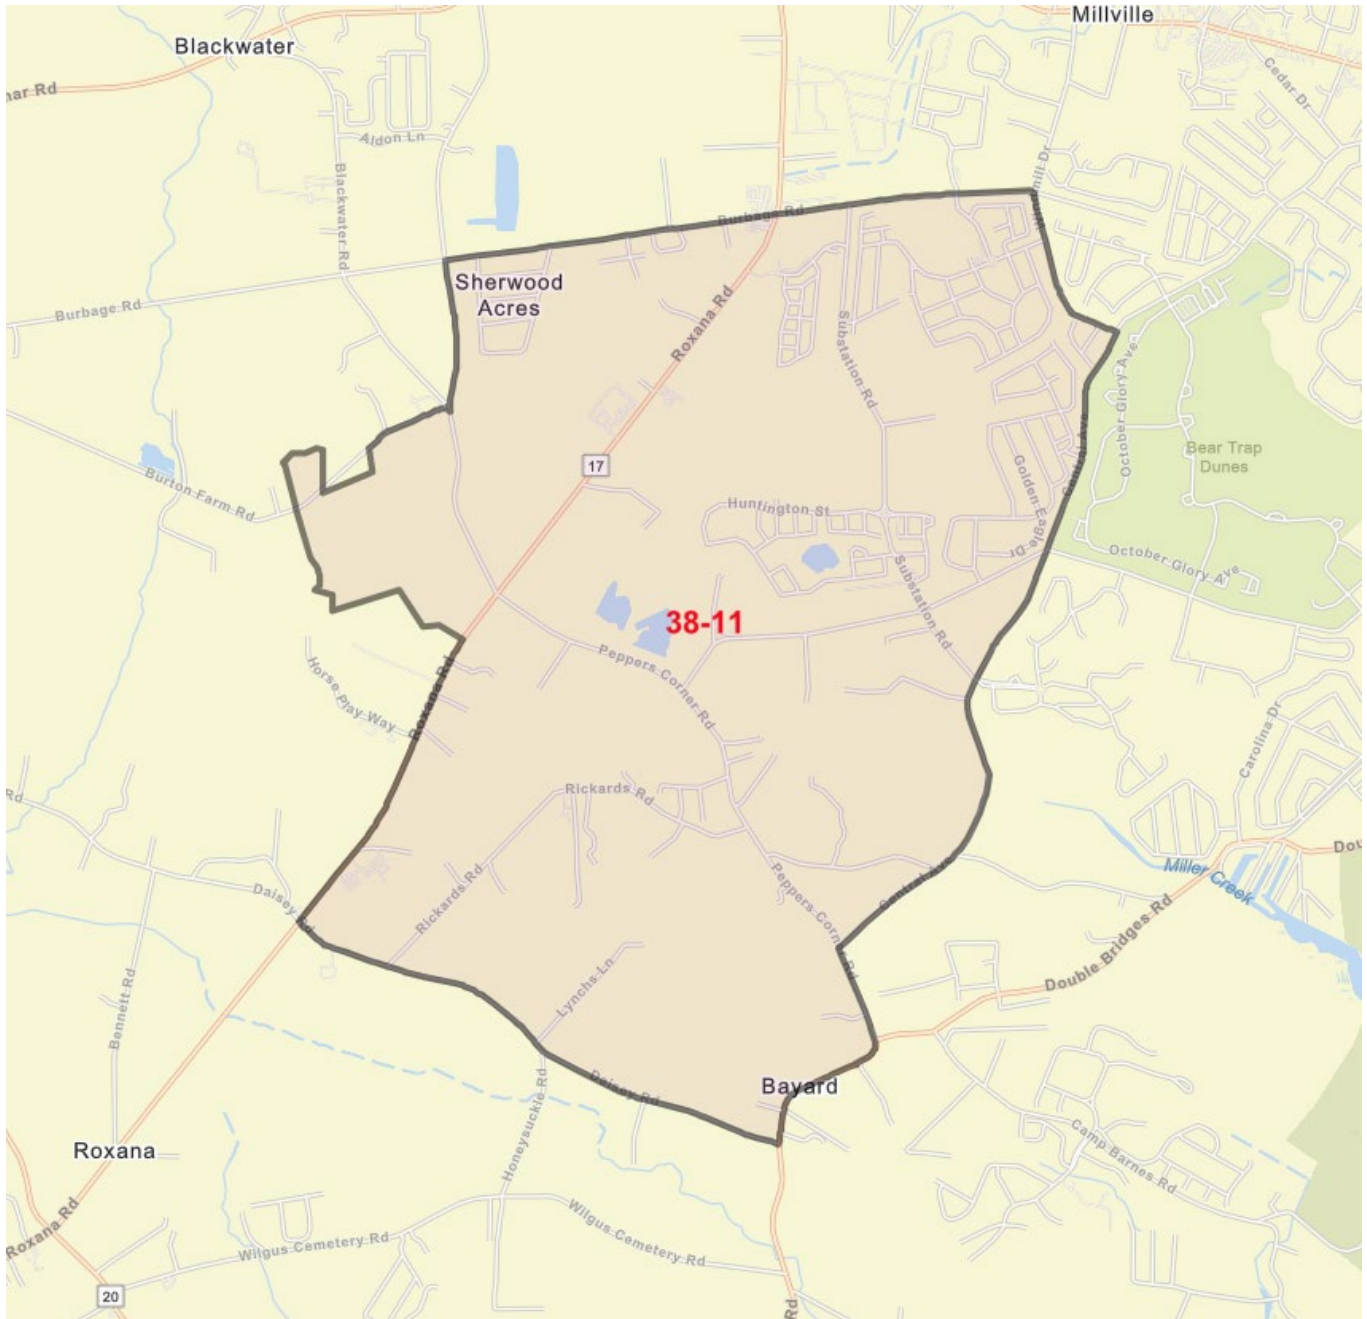 Millville
Blackwater
Cedar Dr
Aldon Ln
Blackwater Rd
Burbage Rd
Sherwood
Acres
Burbage Rd
Roxana Rd
Substation Rd
October Glory Ave
Central Ave
Bear Trap
Dunes
17
Golden Eagle Dr
Burton Farm Rd
Huntington St
October Glory Ave
Substation Rd
38-11
Peppers Corner Rd
Roxana Rd
Horse Play Way
Carolina Dr
Rickards Rd
Rd
Miller Creek
Peppers Corner Rd
Central Ave
Daisey Rd
Rickards Rd
Double Bridges Rd
Lynchs Ln
Bennett Rd
Bayard
Daisey Rd
Honeysuckle Rd
Camp Barnes Rd
Roxana
Roxana Rd
Wilgus Cemetery Rd
Wilgus Cemetery Rd
20
Rd